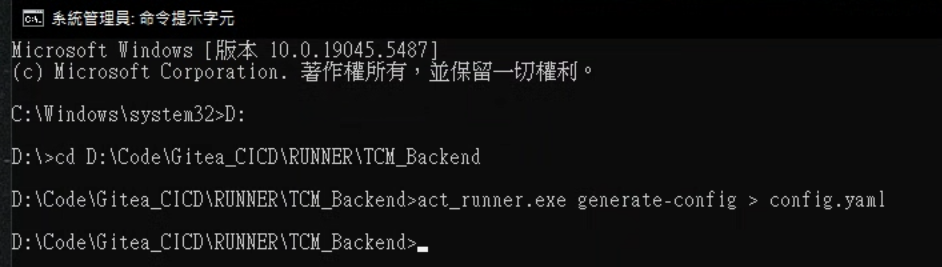 系統管理員: 命令提示字元
Microsoft Windows [版本 10.0.19045.5487]
(c) Microsoft Corporation. 著作權所有，並保留一切權利。
C:\Windows\system32>D:
D:\>cd D:\Code\Gitea_CICD\RUNNER\TCM_Backend
D:\Code\Gitea_CICD\RUNNER\TCM_Backend>act_runner.exe generate-config > config.yaml
D:\Code\Gitea_CICD\RUNNER\TCM_Backend>